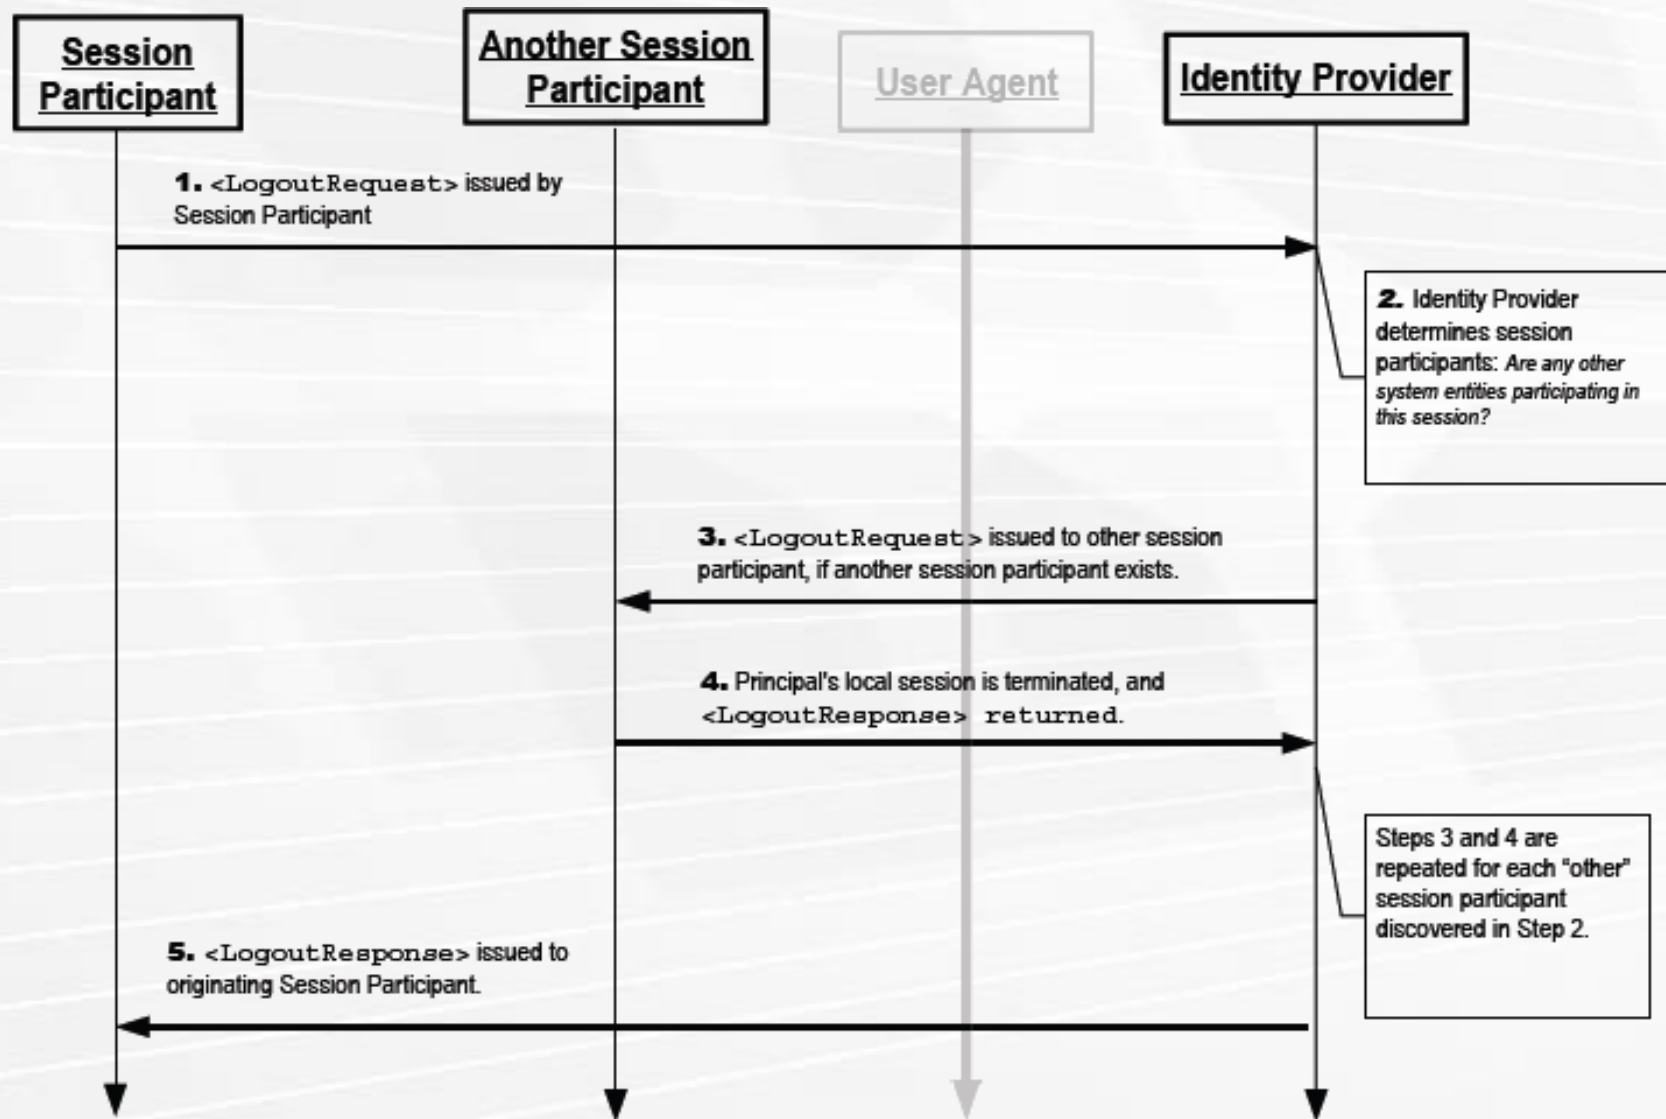 Session
Participant
Another Session
Participant
User Agent
Identity Provider
1. <LogoutRequest> issued by
Session Participant
2. Identity Provider
determines session
participants: Are any other
system entities participating in
this session?
3. <LogoutRequest> issued to other session
participant, if another session participant exists.
4. Principal's local session is terminated, and
<LogoutResponse> returned.
Steps 3 and 4 are
repeated for each "other"
session participant
discovered in Step 2.
5. <LogoutResponse> issued to
originating Session Participant.